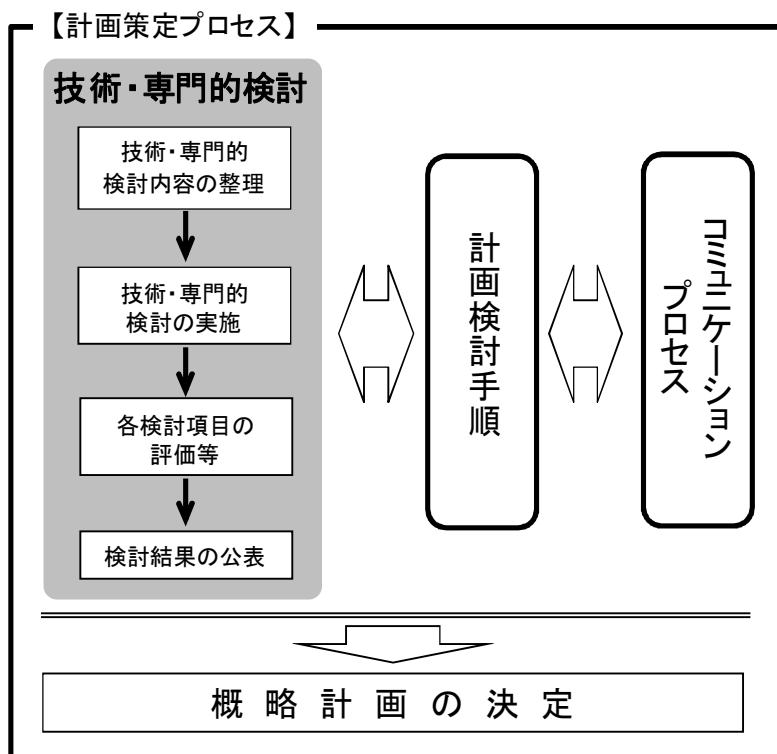 【計画策定プロセス】
技術・専門的検討
技術・専門的
検討内容の整理
技術・専門的
検討の実施
各検討項目の
評価等
検討結果の公表
計画検討手順
コミュニケーション
プロセス
概略計画の決定